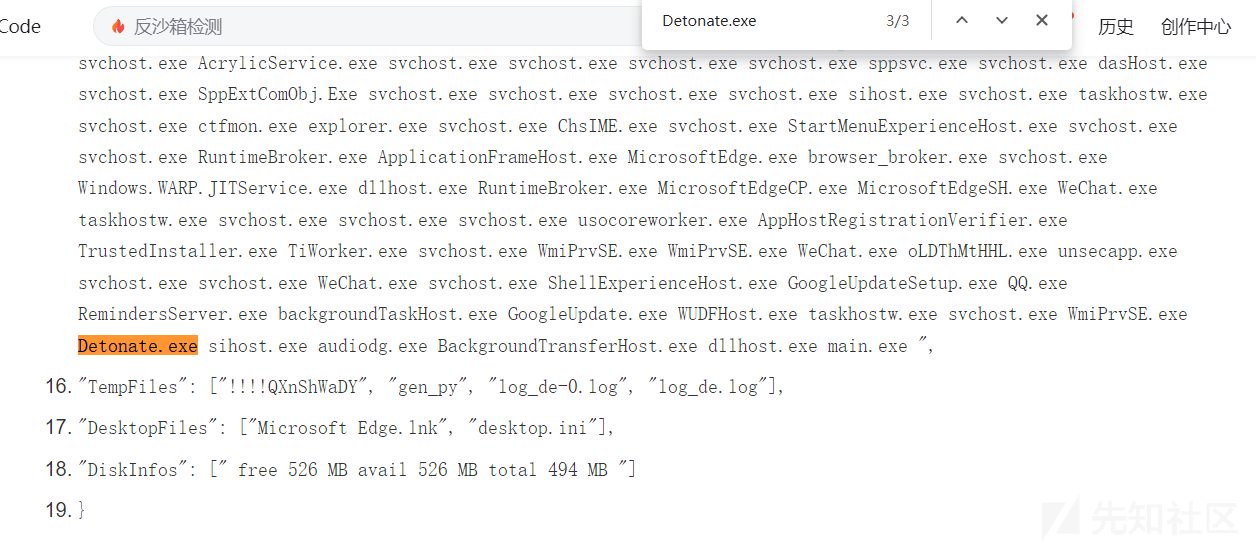 Code
反沙箱检测
Detonate.exe
3/3
历史
创作中心
svchost.exe AcrylicService.exe svchost.exe svchost.exe svchost.exe svchost.exe sppsvc.exe svchost.exe dasHost.exe
svchost.exe SppExtComObj.Exe svchost.exe svchost.exe svchost.exe svchost.exe sihost.exe svchost.exe taskhostw.exe
svchost.exe ctfmon.exe explorer.exe svchost.exe ChsIME.exe svchost.exe StartMenuExperienceHost.exe svchost.exe
svchost.exe RuntimeBroker.exe ApplicationFrameHost.exe MicrosoftEdge.exe browser_broker.exe svchost.exe
Windows.WARP.JITService.exe dllhost.exe RuntimeBroker.exe MicrosoftEdgeCP.exe MicrosoftEdgeSH.exe WeChat.exe
taskhostw.exe svchost.exe svchost.exe svchost.exe usocoreworker.exe AppHostRegistrationVerifier.exe
TrustedInstaller.exe TiWorker.exe svchost.exe WmiPrvSE.exe WmiPrvSE.exe WeChat.exe oLDThMtHHL.exe unsecapp.exe
svchost.exe svchost.exe WeChat.exe svchost.exe ShellExperienceHost.exe GoogleUpdateSetup.exe QQ.exe
RemindersServer.exe backgroundTaskHost.exe GoogleUpdate.exe WUDFHost.exe taskhostw.exe svchost.exe WmiPrvSE.exe
Detonate.exe sihost.exe audiodg.exe BackgroundTransferHost.exe dllhost.exe main.exe ",
16. "TempFiles": ["!!!!QXnShWaDY", "gen_py", "log_de-0.log", "log_de.log"],
17. "DesktopFiles": ["Microsoft Edge.lnk", "desktop.ini"],
18. "DiskInfos": [" free 526 MB avail 526 MB total 494 MB "]
19. }
先知社区